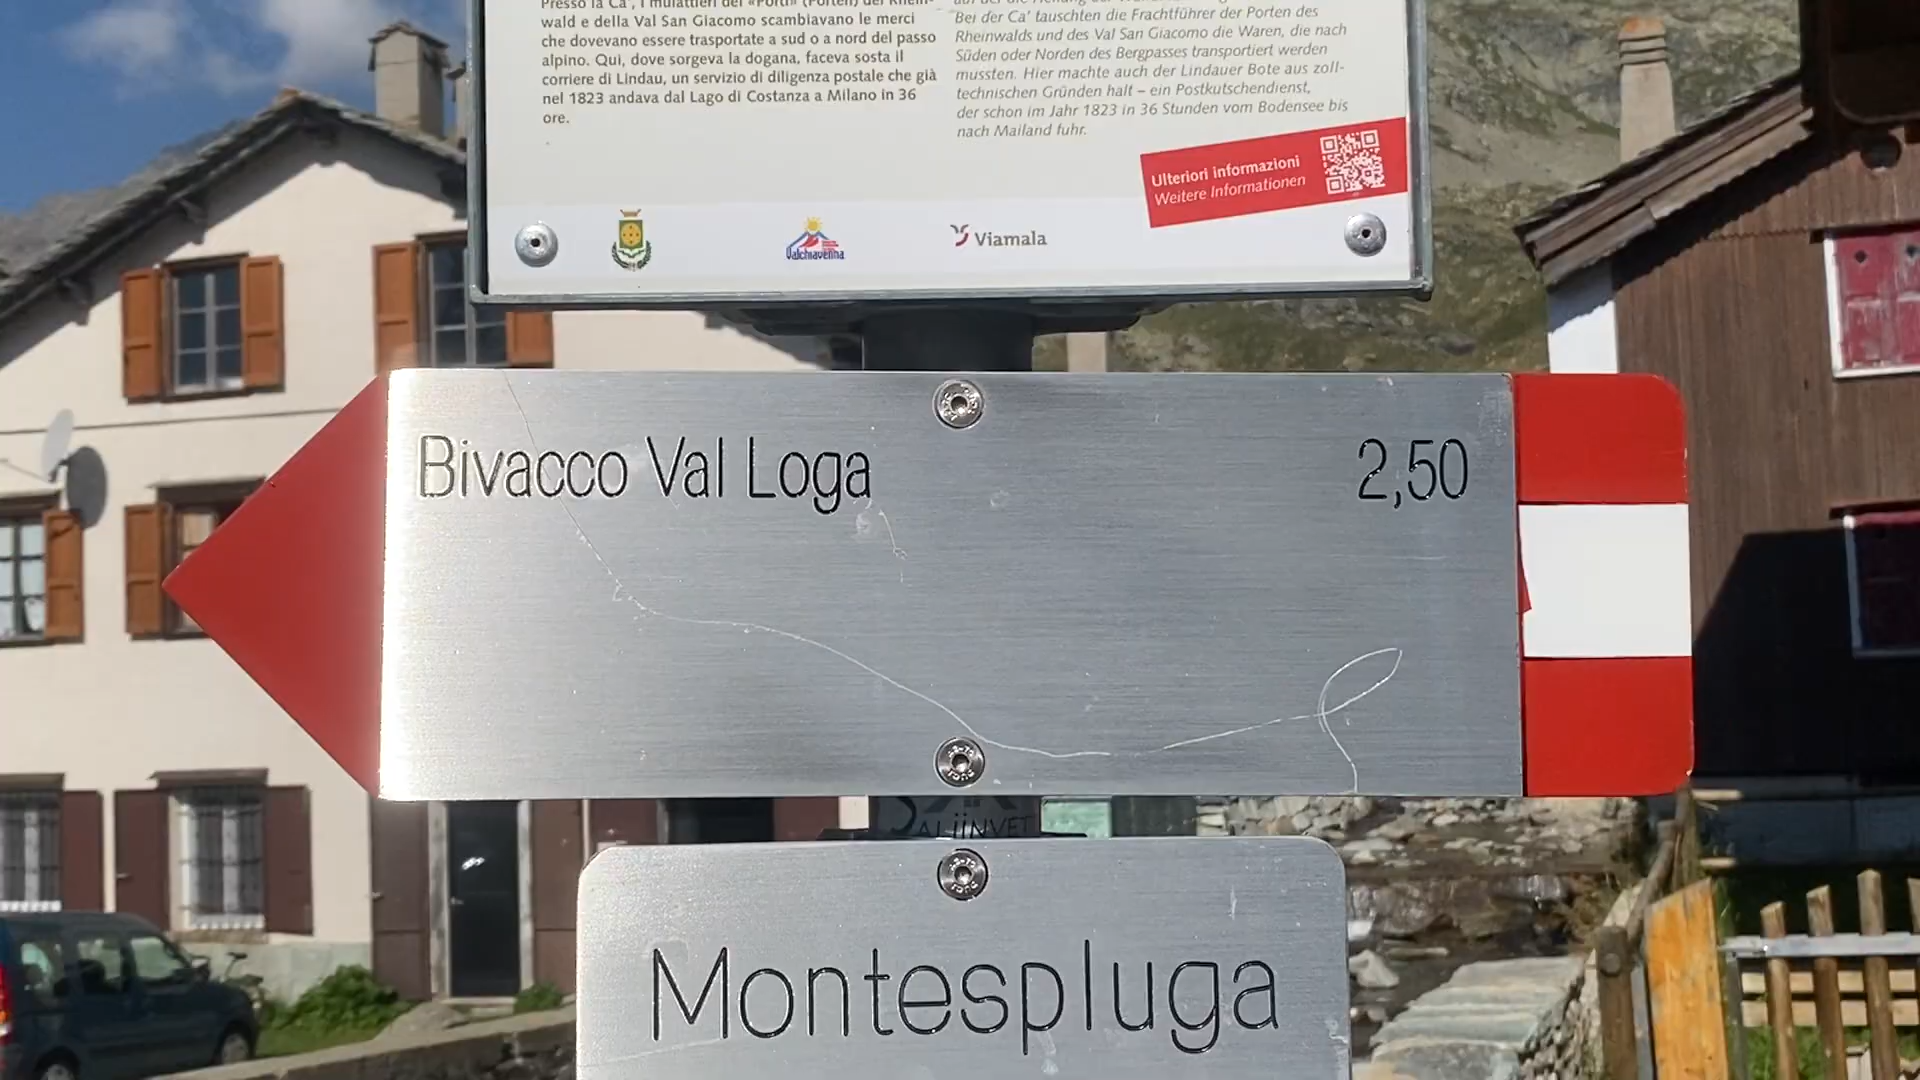 Presso la Ca', i mulattieri dei «Porti» (Porten) del Rhein-
wald e della Val San Giacomo scambiavano le merci
che dovevano essere trasportate a sud o a nord del passo
alpino. Qui, dove sorgeva la dogana, faceva sosta il
corriere di Lindau, un servizio di diligenza postale che già
nel 1823 andava dal Lago di Costanza a Milano in 36
ore.
Bei der Ca' tauschten die Frachtführer der Porten des
Rheinwalds und des Val San Giacomo die Waren, die nach
Süden oder Norden des Bergpasses transportiert werden
mussten. Hier machte auch der Lindauer Bote aus zoll-
technischen Gründen halt – ein Postkutschendienst,
der schon im Jahr 1823 in 36 Stunden vom Bodensee bis
nach Mailand fuhr.
Ulteriori informazioni
Weitere Informationen
Valchiavenna
Viamala
Bivacco Val Loga 2,50
Montespluga